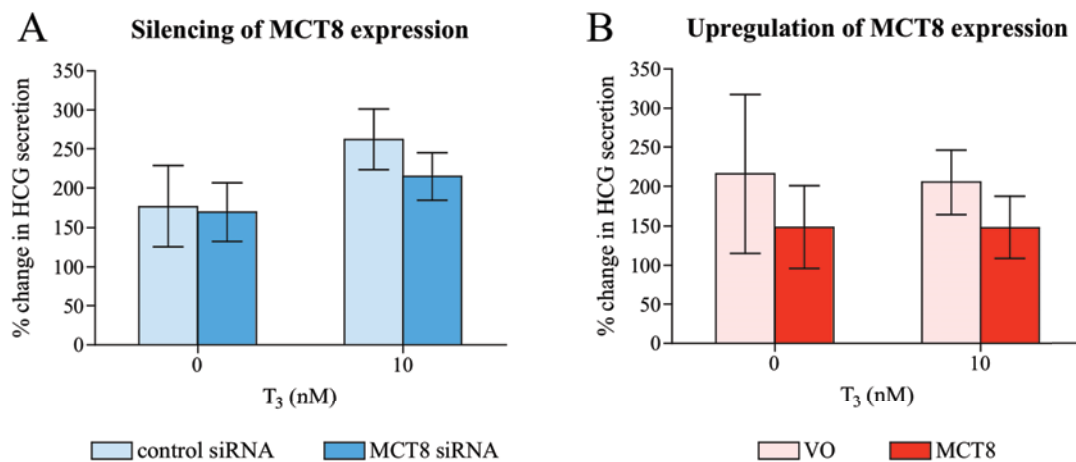 A
Silencing of MCT8 expression
% change in HCG secretion
350
300
250
200
150
100
50
0
0
10
T3 (nM)
control siRNA
MCT8 siRNA
B
Upregulation of MCT8 expression
% change in HCG secretion
350
300
250
200
150
100
50
0
0
10
T3 (nM)
VO
MCT8